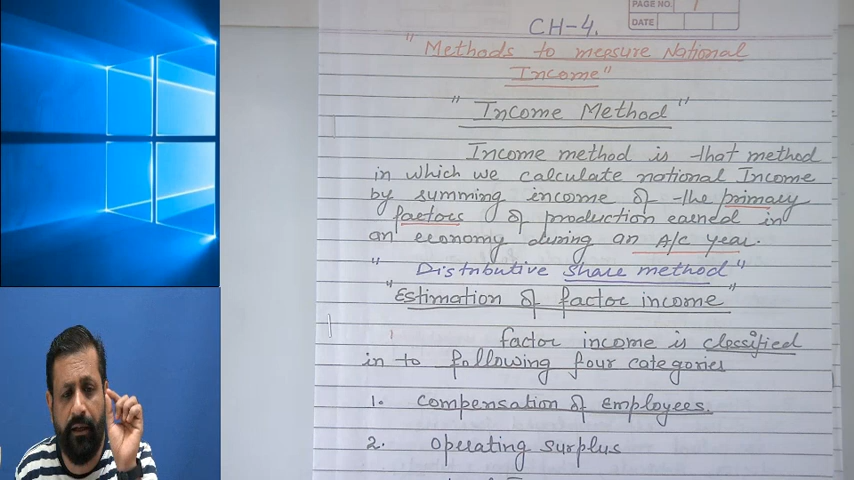 PAGE NO. 1
DATE
CH-4.
"Methods to measure National
Income"
"Income Method"
Income method is that method
in which we calculate national Income
by summing income of the primary
factors of production earned in
an economy during an A/c year.
"Distributive share method"
"Estimation of factor income"
factor income is classified
in to following four categories
1. Compensation of Employees.
2. Operating surplus